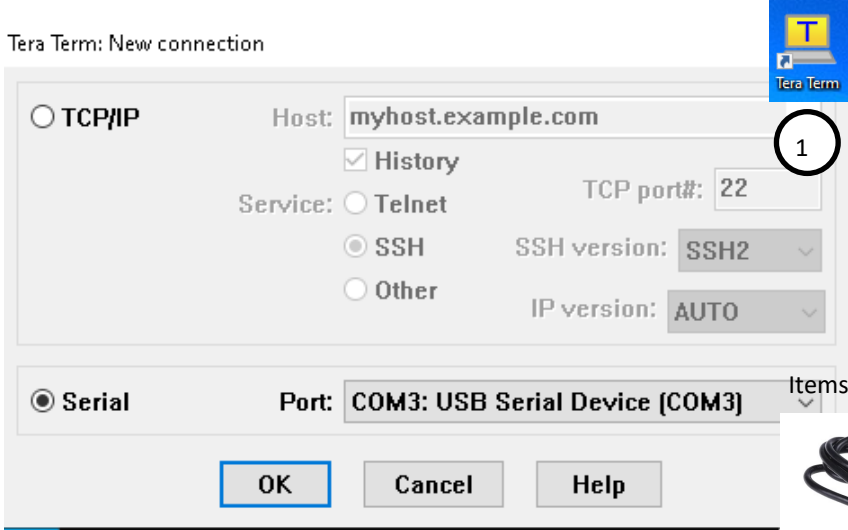 Tera Term: New connection
T
Tera Term
1
TCP/IP
Host: myhost.example.com
History
Service: Telnet
TCP port#: 22
SSH
SSH version: SSH2
Other
IP version: AUTO
Items
Serial
Port: COM3: USB Serial Device (COM3)
OK Cancel Help